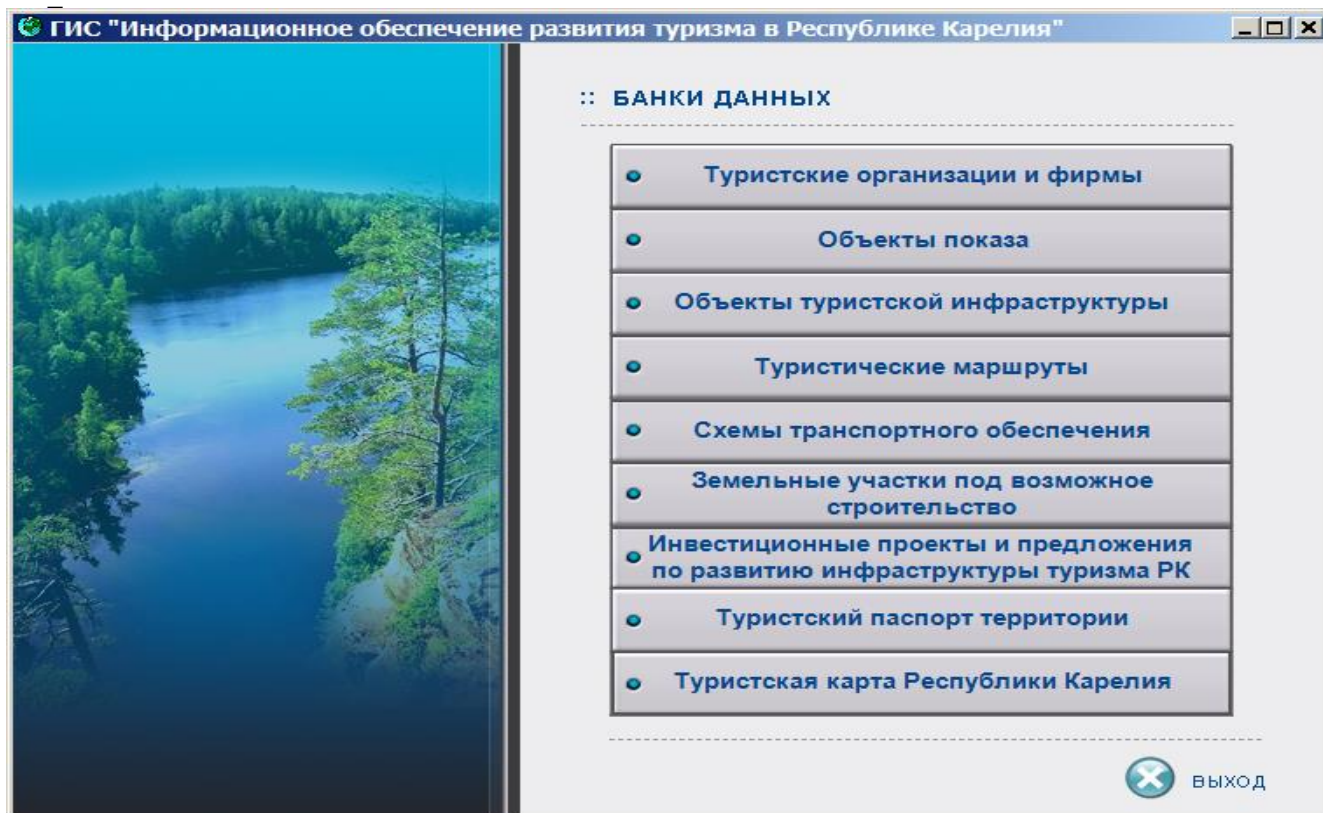 ГИС "Информационное обеспечение развития туризма в Республике Карелия"
:: БАНКИ ДАННЫХ
Туристские организации и фирмы
Объекты показа
Объекты туристской инфраструктуры
Туристические маршруты
Схемы транспортного обеспечения
Земельные участки под возможное
строительство
Инвестиционные проекты и предложения
по развитию инфраструктуры туризма РК
Туристский паспорт территории
Туристская карта Республики Карелия
выход